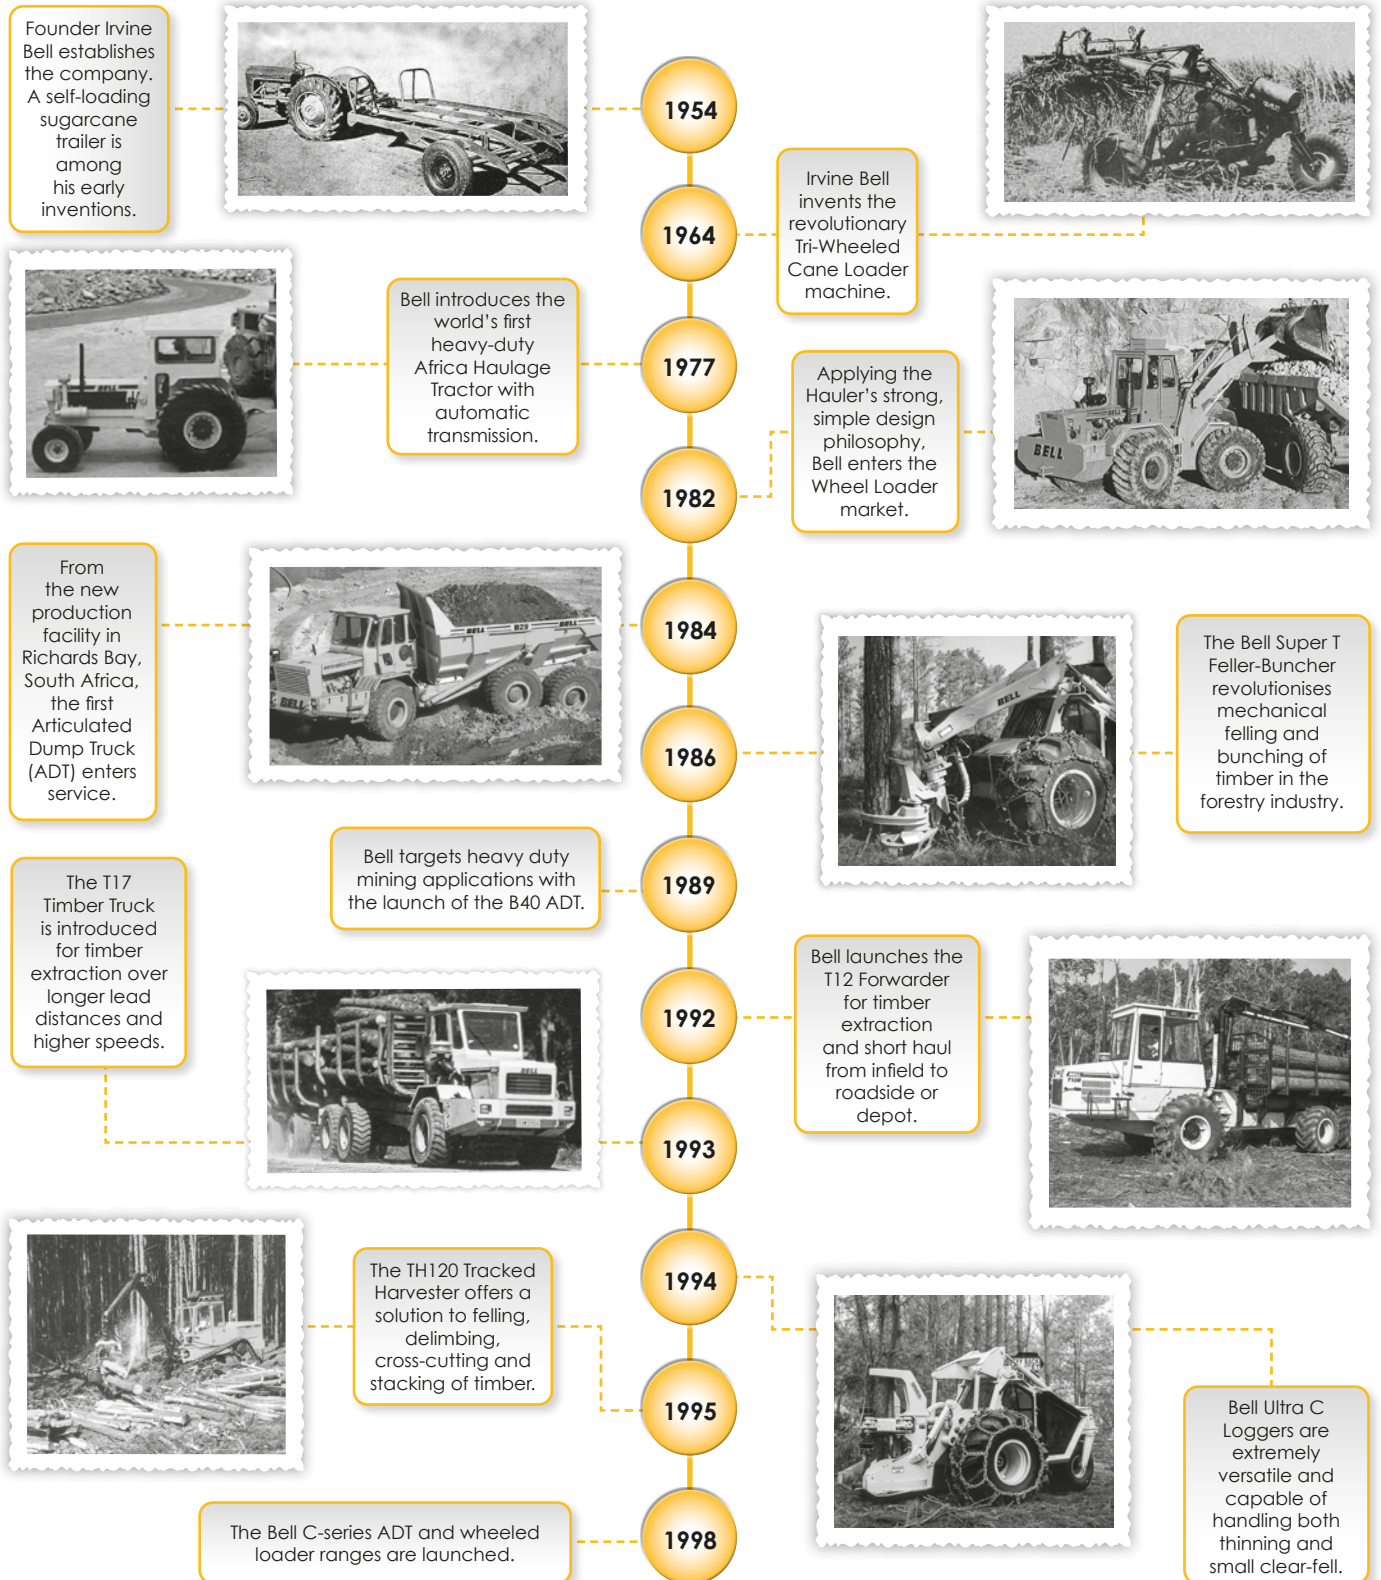 Founder Irvine
Bell establishes
the company.
A self-loading
sugarcane
trailer is
among
his early
inventions.
1954
1964
Irvine Bell
invents the
revolutionary
Tri-Wheeled
Cane Loader
machine.
Bell introduces the
world's first
heavy-duty
Africa Haulage
Tractor with
automatic
transmission.
1977
BELL
1982
Applying the
Hauler's strong,
simple design
philosophy,
Bell enters the
Wheel Loader
market.
BELL
BELL
BELL
From
the new
production
facility in
Richards Bay,
South Africa,
the first
Articulated
Dump Truck
(ADT) enters
service.
BELL B25 BELL
BELL
1984
1986
BELL
The Bell Super T
Feller-Buncher
revolutionises
mechanical
felling and
bunching of
timber in the
forestry industry.
Bell targets heavy duty
mining applications with
the launch of the B40 ADT.
1989
1992
Bell launches the
T12 Forwarder
for timber
extraction
and short haul
from infield to
roadside or
depot.
BELL
The T17
Timber Truck
is introduced
for timber
extraction over
longer lead
distances and
higher speeds.
BELL
1993
1994
Bell Ultra C
Loggers are
extremely
versatile and
capable of
handling both
thinning and
small clear-fell.
The TH120 Tracked
Harvester offers a
solution to felling,
delimbing,
cross-cutting and
stacking of timber.
1995
The Bell C-series ADT and wheeled
loader ranges are launched.
1998